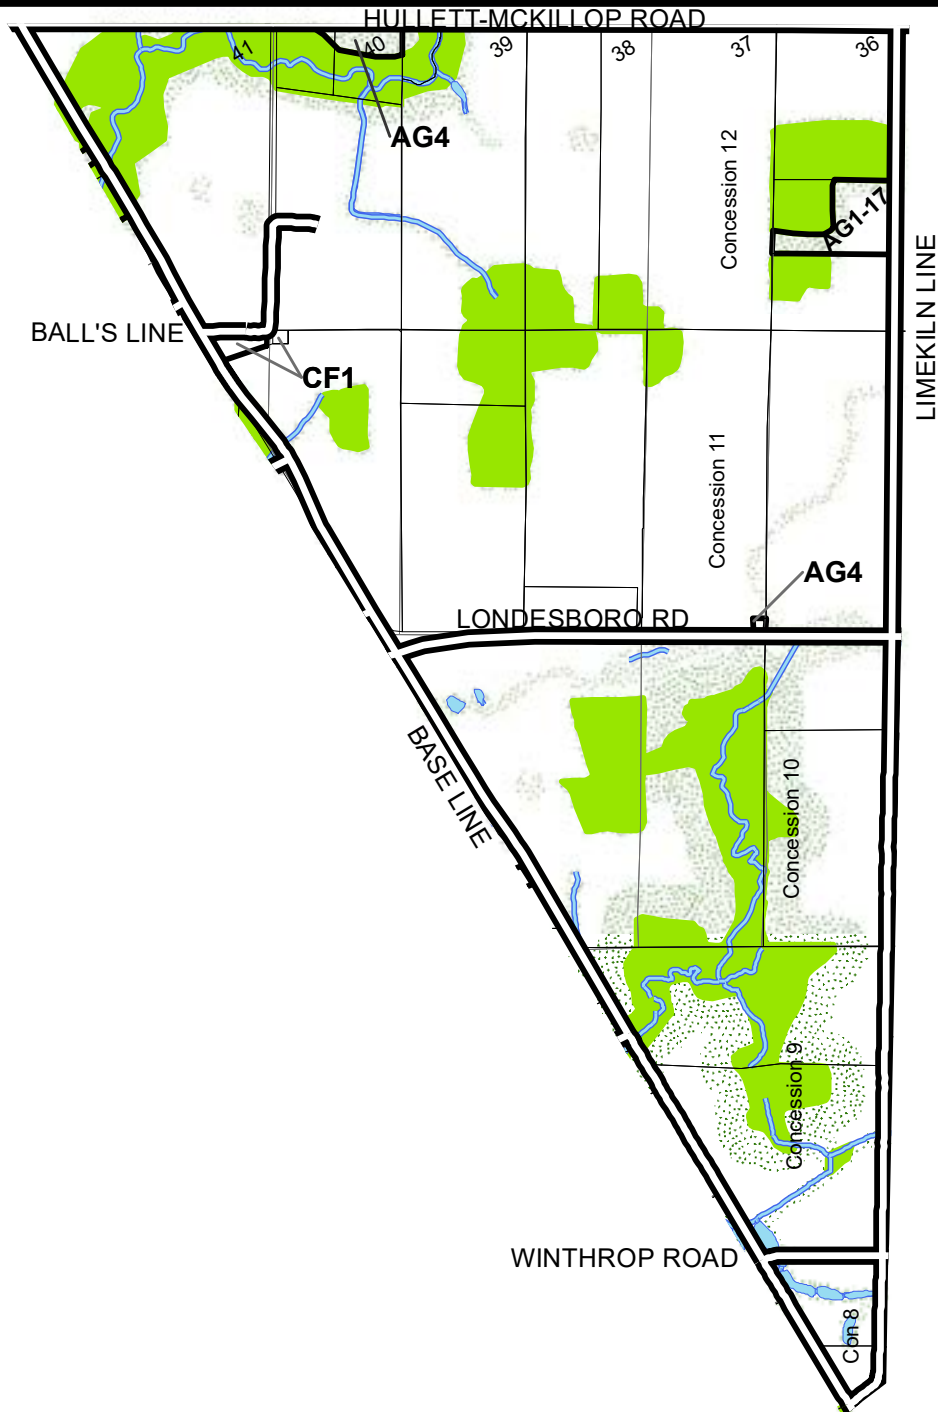 HULLETT-MCKILLOP ROAD
41
40
39
38
37
36
AG4
Concession 12
AG1-17
LIMEKILN LINE
BALL'S LINE
CF1
Concession 11
AG4
LONDESBORO RD
BASE LINE
Concession 10
Concession 9
WINTHROP ROAD
Con 8